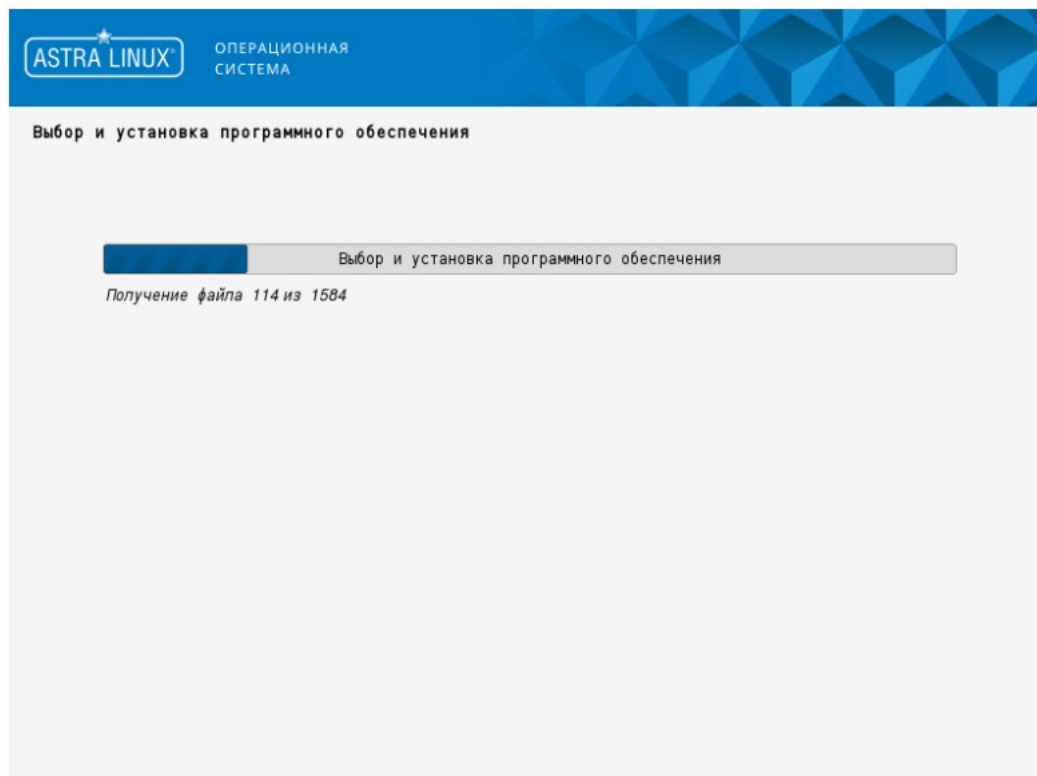 ASTRA LINUX®
ОПЕРАЦИОННАЯ
СИСТЕМА
Выбор и установка программного обеспечения
Выбор и установка программного обеспечения
Получение файла 114 из 1584